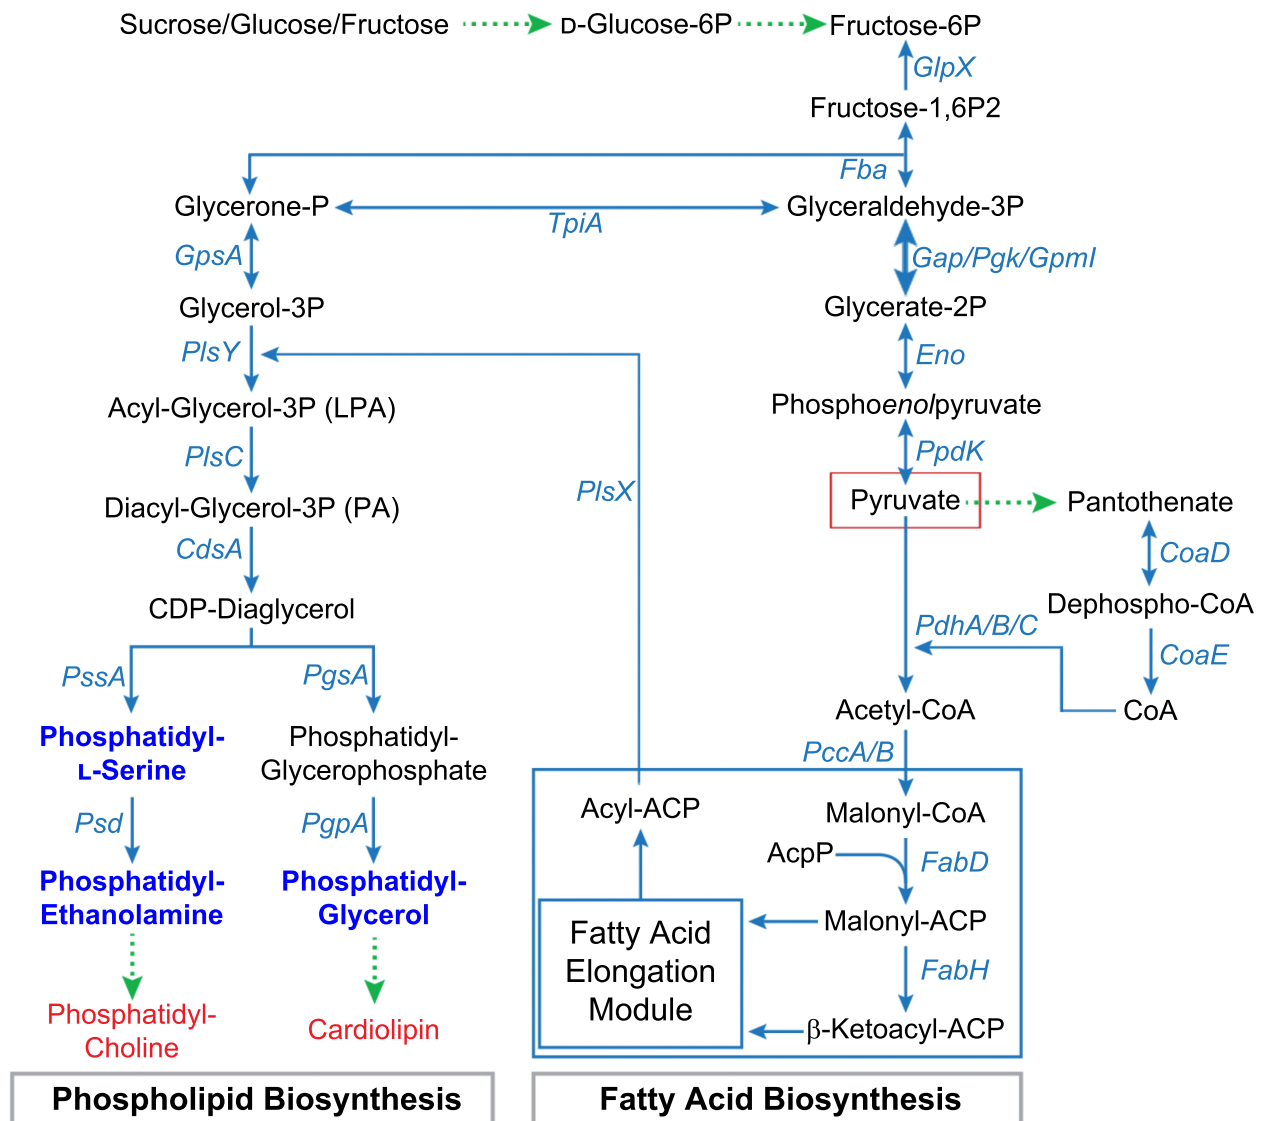 Sucrose/Glucose/Fructose
D-Glucose-6P
Fructose-6P
GlpX
Fructose-1,6P2
Fba
Glycerone-P
TpiA
Glyceraldehyde-3P
GpsA
Gap/Pgk/GpmI
Glycerol-3P
Glycerate-2P
PlsY
Eno
Acyl-Glycerol-3P (LPA)
Phosphoenolpyruvate
PlsC
PpdK
PlsX
Diacyl-Glycerol-3P (PA)
Pyruvate
Pantothenate
CdsA
CoaD
CDP-Diaglycerol
Dephospho-CoA
PdhA/B/C
CoaE
PssA
PgsA
Acetyl-CoA
CoA
Phosphatidyl-
L-Serine
Phosphatidyl-
Glycerophosphate
PccA/B
Acyl-ACP
Malonyl-CoA
Psd
PgpA
AcpP
FabD
Phosphatidyl-
Ethanolamine
Phosphatidyl-
Glycerol
Fatty Acid
Elongation
Module
Malonyl-ACP
FabH
β-Ketoacyl-ACP
Phosphatidyl-
Choline
Cardiolipin
Phospholipid Biosynthesis
Fatty Acid Biosynthesis